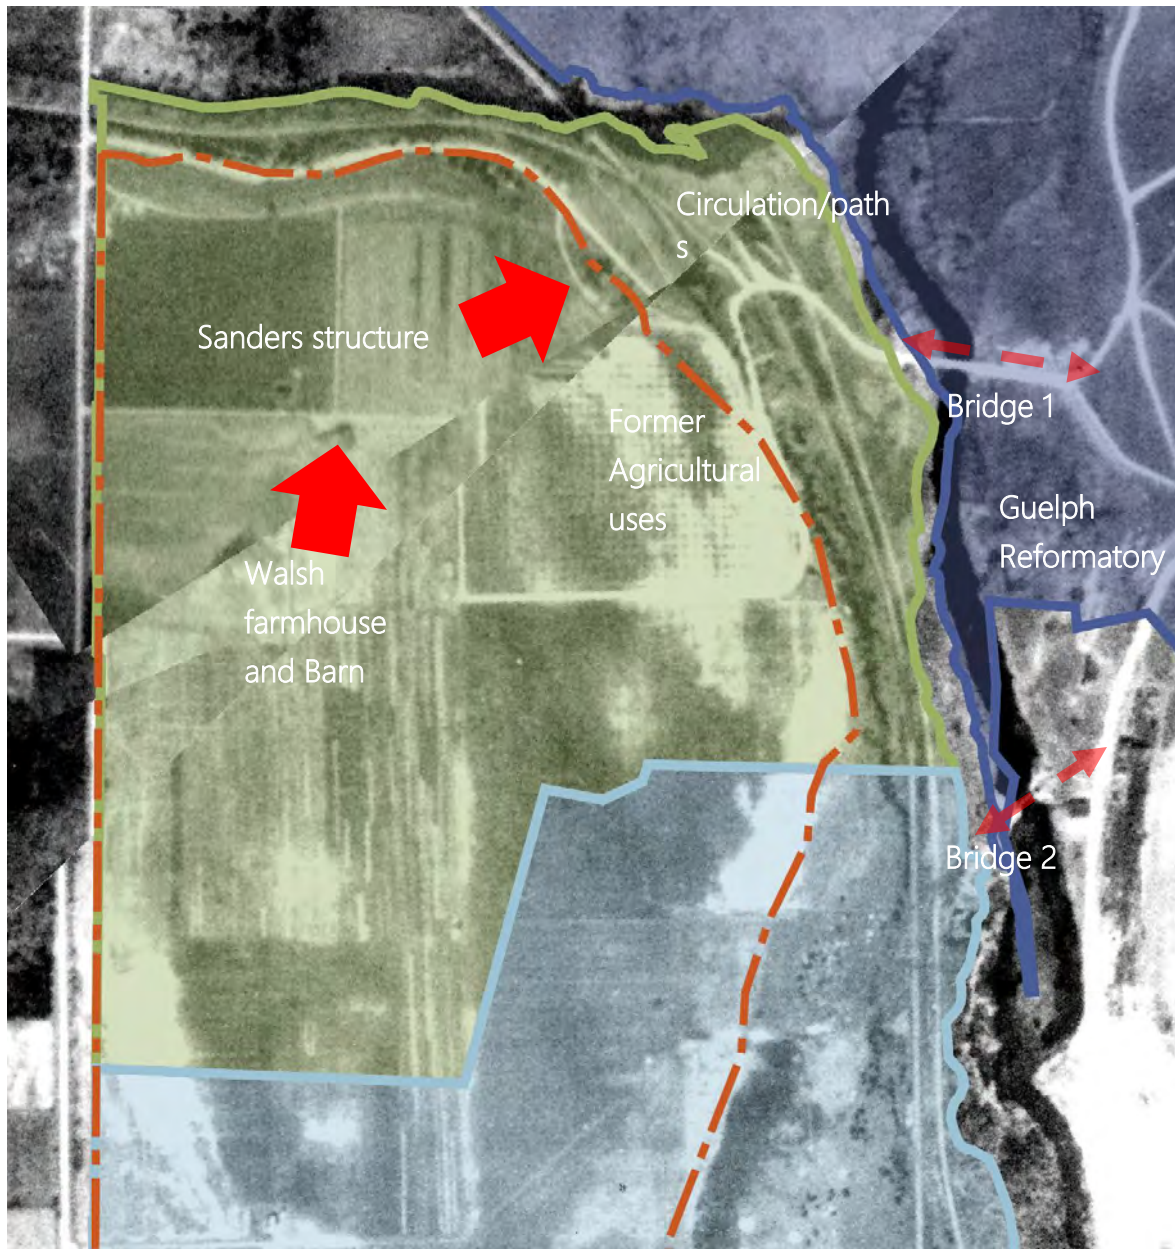 Circulation/path
s
Sanders structure
Bridge 1
Former
Agricultural
uses
Guelph
Reformatory
Walsh
farmhouse
and Barn
Bridge 2